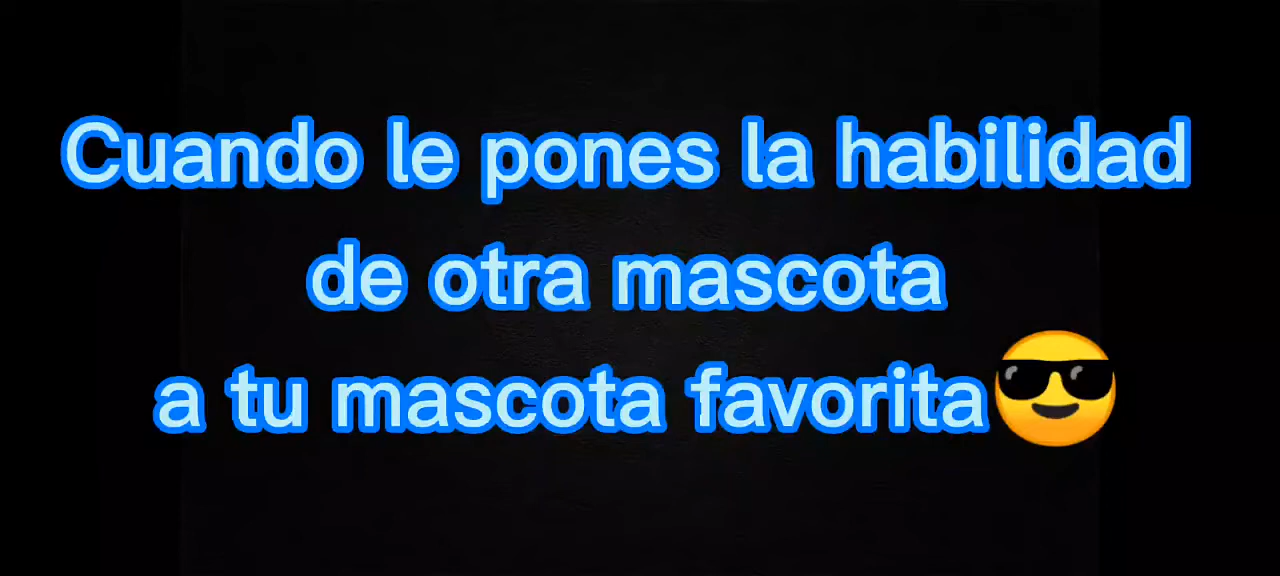 Cuando le pones la habilidad
de otra mascota
a tu mascota favorita😎